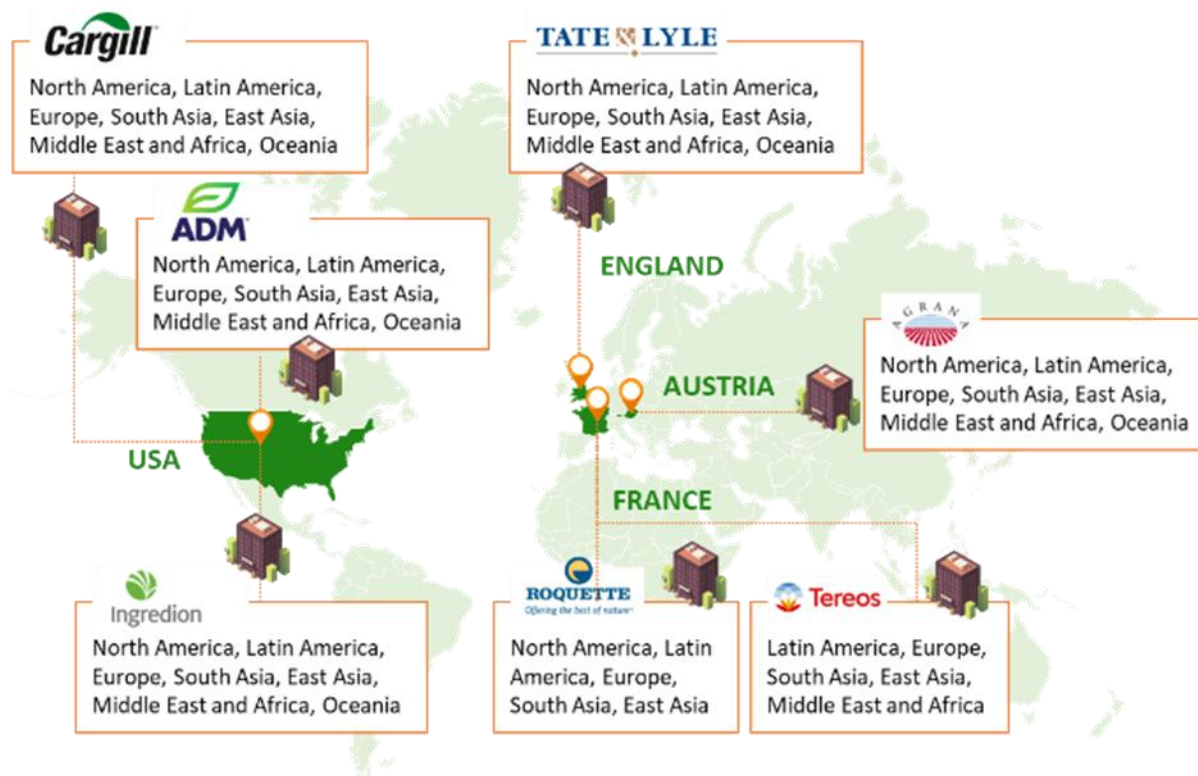 Cargill
North America, Latin America,
Europe, South Asia, East Asia,
Middle East and Africa, Oceania
TATE & LYLE
North America, Latin America,
Europe, South Asia, East Asia,
Middle East and Africa, Oceania
ADM
North America, Latin America,
Europe, South Asia, East Asia,
Middle East and Africa, Oceania
ENGLAND
AGRANA
North America, Latin America,
Europe, South Asia, East Asia,
Middle East and Africa, Oceania
AUSTRIA
USA
FRANCE
Ingredion
North America, Latin America,
Europe, South Asia, East Asia,
Middle East and Africa, Oceania
ROQUETTE
Offering the best of nature™
North America, Latin
America, Europe,
South Asia, East Asia
Tereos
Latin America, Europe,
South Asia, East Asia,
Middle East and Africa